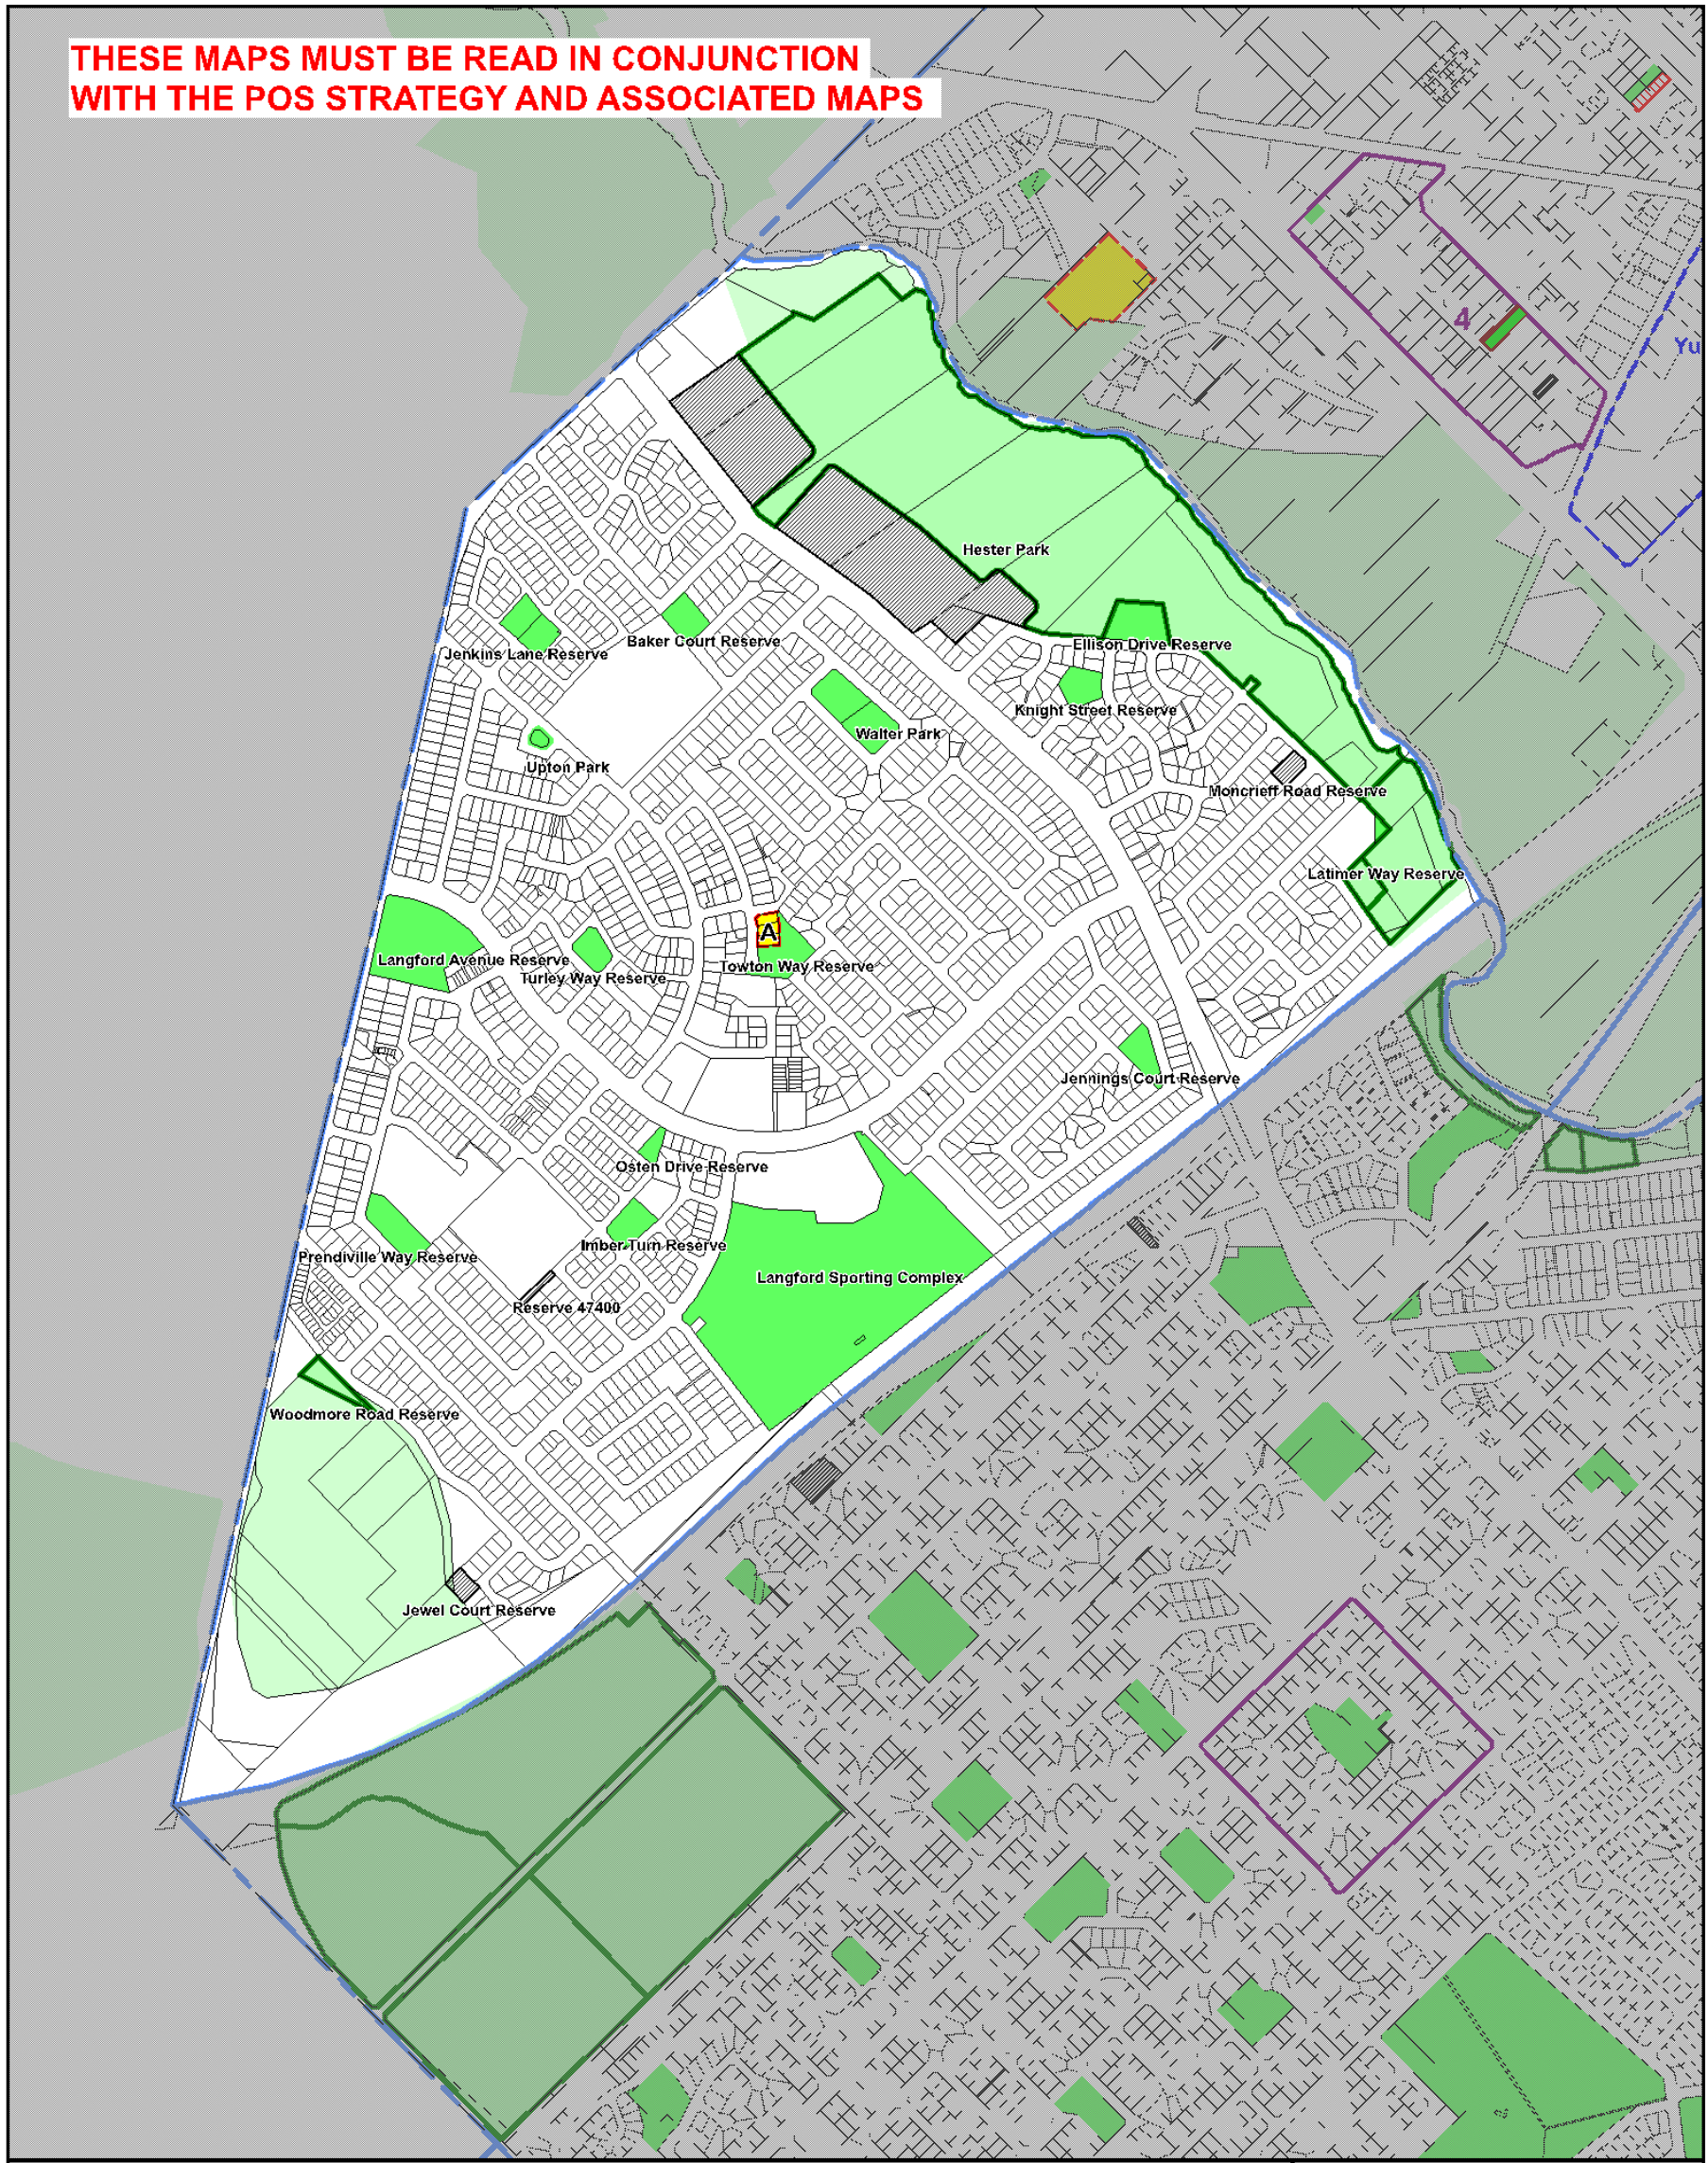 THESE MAPS MUST BE READ IN CONJUNCTION
WITH THE POS STRATEGY AND ASSOCIATED MAPS
4
Yu
Hester Park
Baker Court Reserve
Ellison Drive Reserve
Jenkins Lane Reserve
Knight Street Reserve
Walter Park
Upton Park
Moncrieff Road Reserve
Latimer Way Reserve
A
Langford Avenue Reserve
Towton Way Reserve
Turley Way Reserve
Jennings Court Reserve
Osten Drive Reserve
Imber Turn Reserve
Prendiville Way Reserve
Langford Sporting Complex
Reserve 47400
Woodmore Road Reserve
Jewel Court Reserve